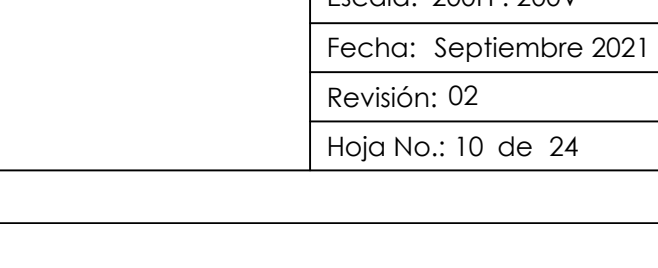 Escala: 200H : 200V
Fecha: Septiembre 2021
Revisión: 02
Hoja No.: 10 de 24